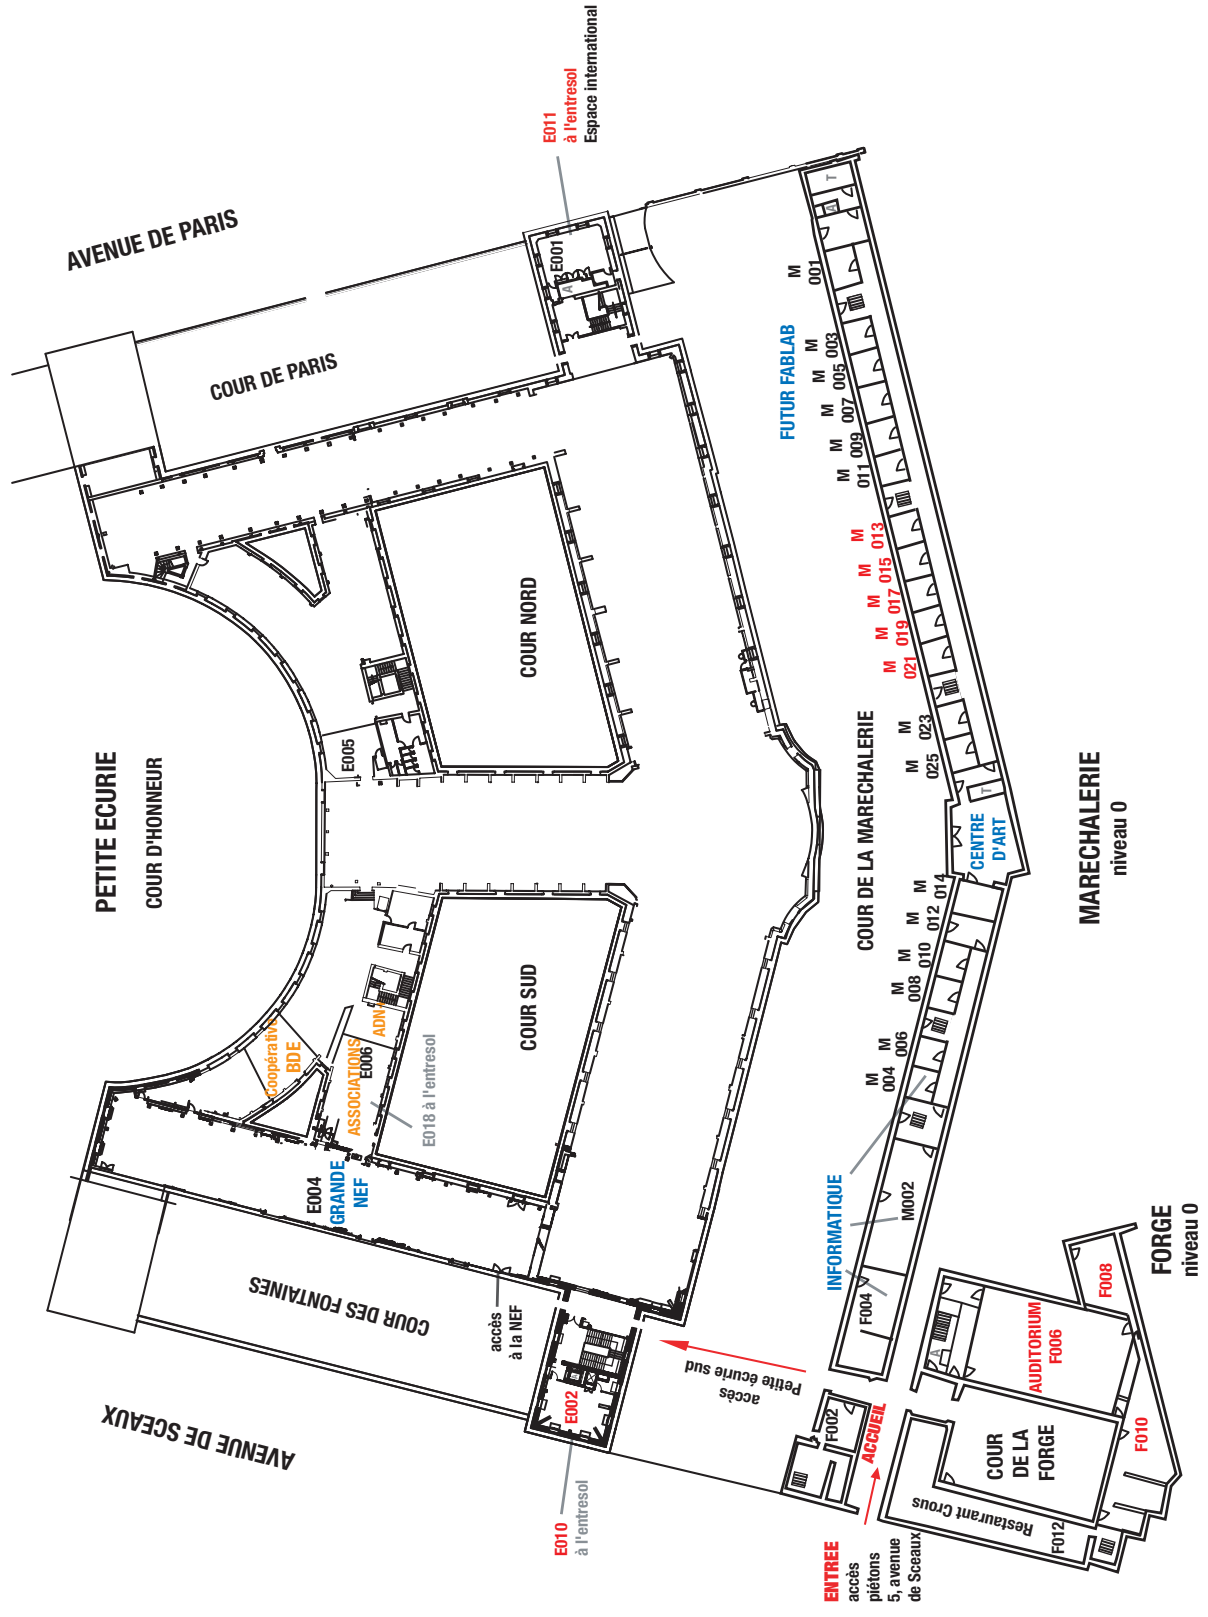 AVENUE DE PARIS
COUR DE PARIS
E011
à l'entresol
Espace international
E001
A
PETITE ECURIE
COUR D'HONNEUR
COUR NORD
E005
COUR SUD
Coopérative
BDE
ASSOCIATIONS
E006
ADN
E018 à l'entresol
E004
GRANDE
NEF
COUR DES FONTAINES
AVENUE DE SCEAUX
accès
à la NEF
E002
E010
à l'entresol
accès
Petite écurie sud
FUTUR FABLAB
T
A
M
001
M
003
M
005
M
007
M
009
M
011
M
013
M
015
M
017
M
019
M
021
M
023
M
025
T
COUR DE LA MARECHALERIE
CENTRE
D'ART
MARECHALERIE
niveau 0
M
014
M
012
M
010
M
008
M
006
M
004
INFORMATIQUE
M002
F004
FORGE
niveau 0
F008
AUDITORIUM
F006
A
F010
COUR
DE LA
FORGE
Restaurant Crous
F012
F002
ACCUEIL
ENTREE
accès
piétons
5, avenue
de Sceaux